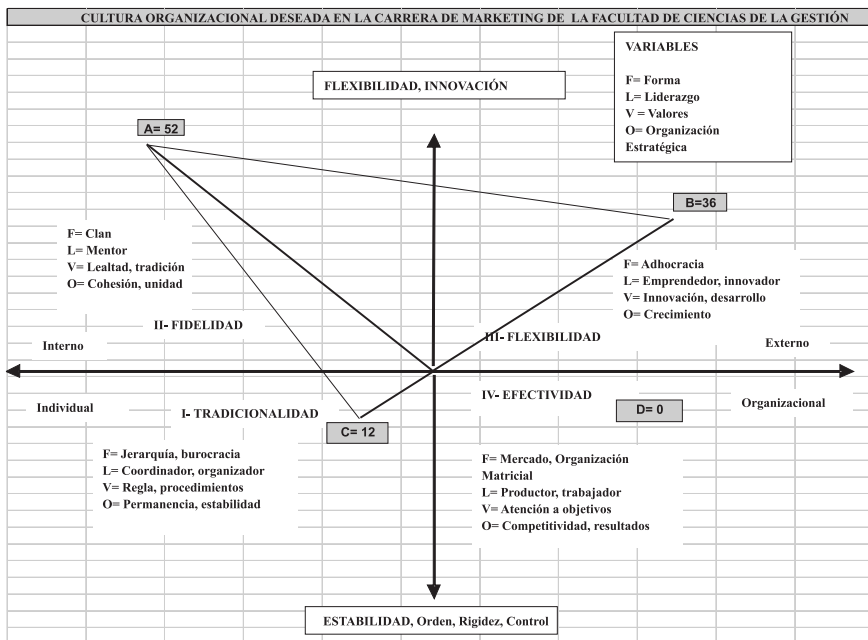 CULTURA ORGANIZACIONAL DESEADA EN LA CARRERA DE MARKETING DE LA FACULTAD DE CIENCIAS DE LA GESTIÓN
VARIABLES
F= Forma
L= Liderazgo
V = Valores
O= Organización
Estratégica
FLEXIBILIDAD, INNOVACIÓN
A= 52
B=36
F= Clan
L= Mentor
V= Lealtad, tradición
O= Cohesión, unidad
F= Adhocracia
L= Emprendedor, innovador
V= Innovación, desarrollo
O= Crecimiento
II- FIDELIDAD
III- FLEXIBILIDAD
Interno
Externo
Individual
I- TRADICIONALIDAD
IV- EFECTIVIDAD
D= 0
Organizacional
C= 12
F= Jerarquía, burocracia
L= Coordinador, organizador
V= Regla, procedimientos
O= Permanencia, estabilidad
F= Mercado, Organización
Matricial
L= Productor, trabajador
V= Atención a objetivos
O= Competitividad, resultados
ESTABILIDAD, Orden, Rigidez, Control